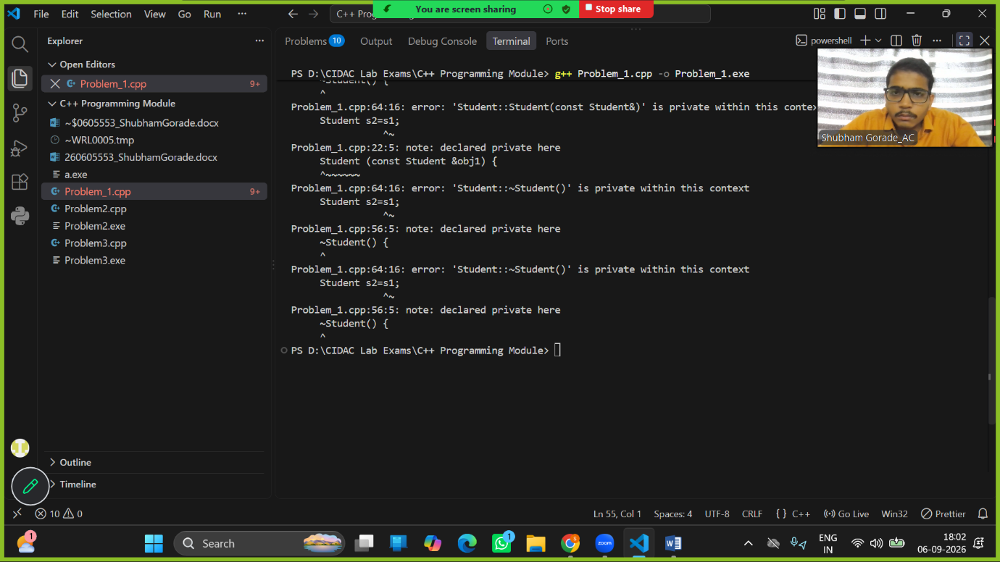 File Edit Selection View Go Run ...
C++ Pro
You are screen sharing
Stop share
Explorer
Open Editors
Problem_1.cpp 9+
C++ Programming Module
~$0605553_ShubhamGorade.docx
~WRL0005.tmp
260605553_ShubhamGorade.docx
a.exe
Problem_1.cpp 9+
Problem2.cpp
Problem2.exe
Problem3.cpp
Problem3.exe
Outline
Timeline
Problems 10 Output Debug Console Terminal Ports
powershell
PS D:\CIDAC Lab Exams\C++ Programming Module> g++ Problem_1.cpp -o Problem_1.exe
~Student() {
^
Problem_1.cpp:64:16: error: 'Student::Student(const Student&)' is private within this conte
Student s2=s1;
^~
Problem_1.cpp:22:5: note: declared private here
Student (const Student &obj1) {
^~~~~~~
Problem_1.cpp:64:16: error: 'Student::~Student()' is private within this context
Student s2=s1;
^~
Problem_1.cpp:56:5: note: declared private here
~Student() {
^
Problem_1.cpp:64:16: error: 'Student::~Student()' is private within this context
Student s2=s1;
^~
Problem_1.cpp:56:5: note: declared private here
~Student() {
^
PS D:\CIDAC Lab Exams\C++ Programming Module>
Shubham Gorade_AC
10 0
Ln 55, Col 1 Spaces: 4 UTF-8 CRLF {} C++ Go Live Win32 Prettier
1
Search
1
S
zoom
ENG
IN
18:02
06-09-2026